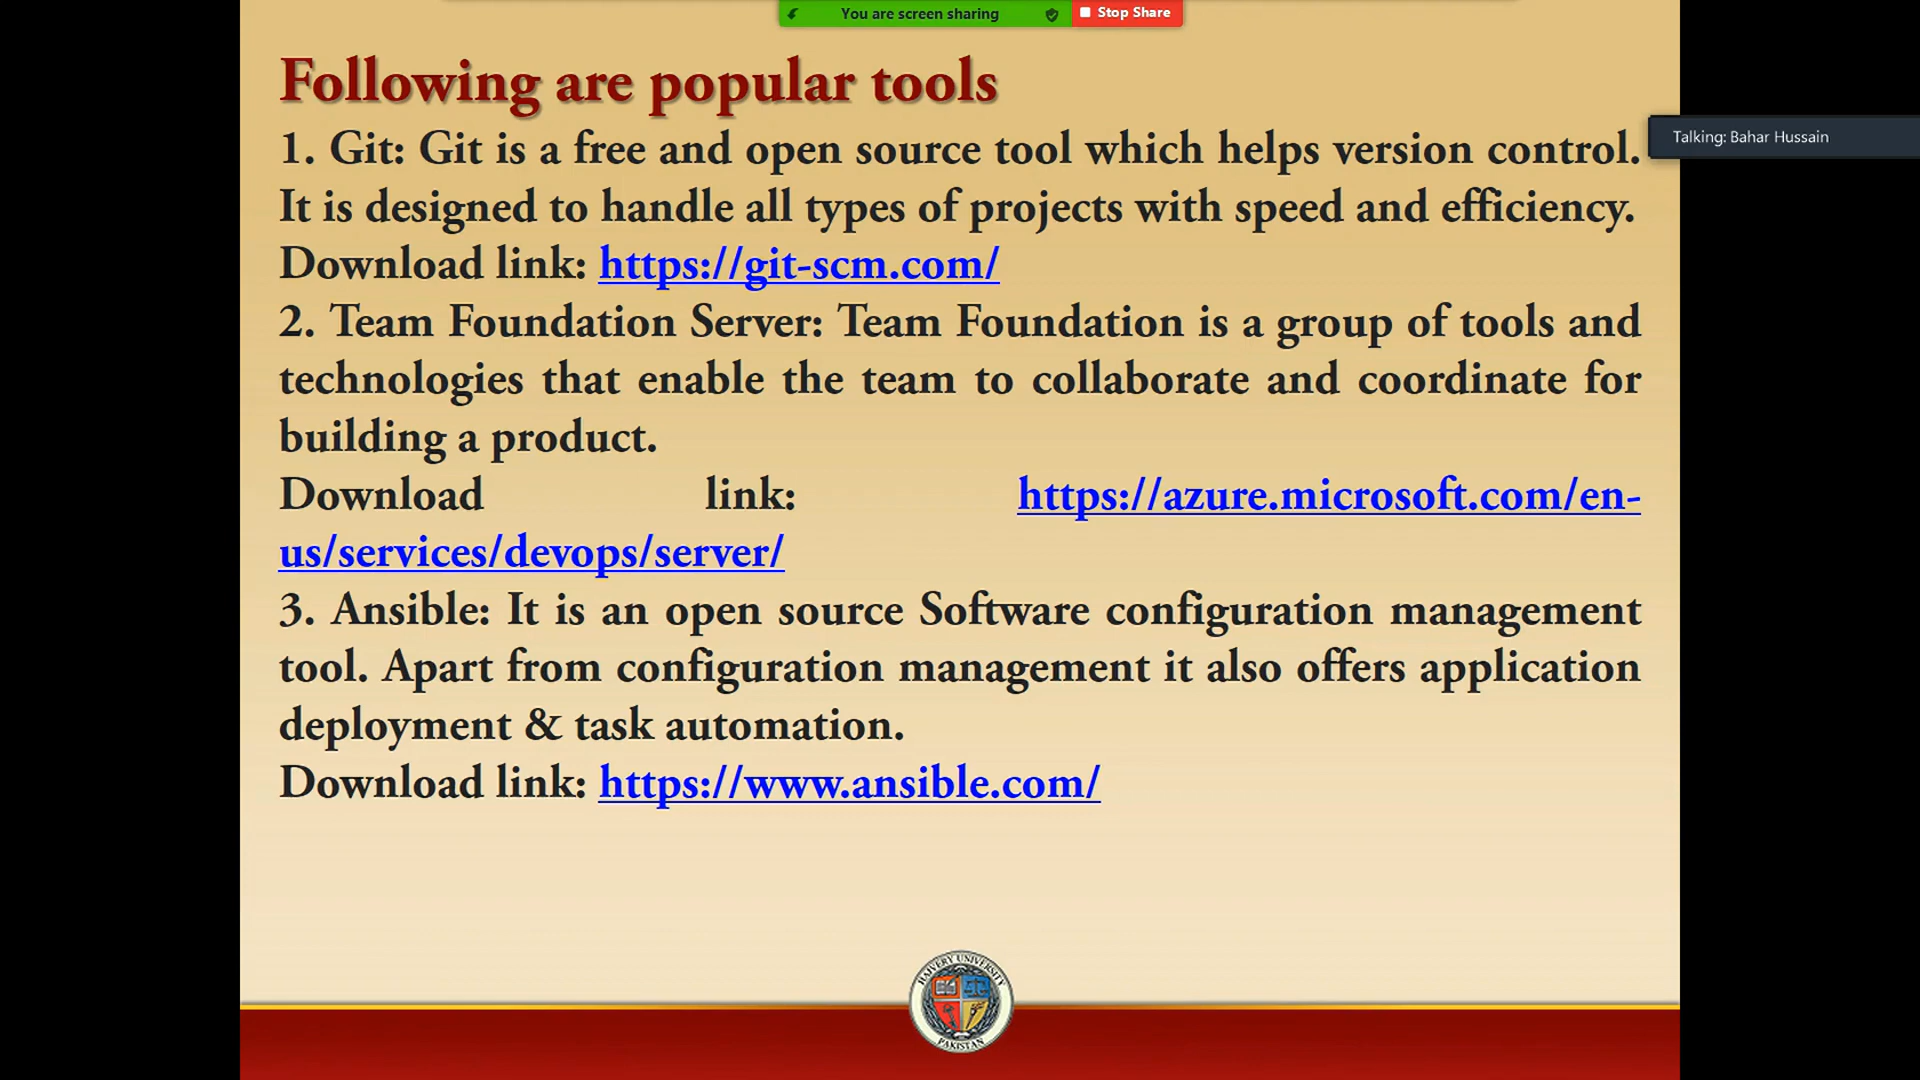 You are screen sharing
Stop Share
Following are popular tools
Talking: Bahar Hussain
1. Git: Git is a free and open source tool which helps version control.
It is designed to handle all types of projects with speed and efficiency.
Download link: https://git-scm.com/
2. Team Foundation Server: Team Foundation is a group of tools and
technologies that enable the team to collaborate and coordinate for
building a product.
Download link: https://azure.microsoft.com/en-
us/services/devops/server/
3. Ansible: It is an open source Software configuration management
tool. Apart from configuration management it also offers application
deployment & task automation.
Download link: https://www.ansible.com/
UNIVERSITY
PAKISTAN